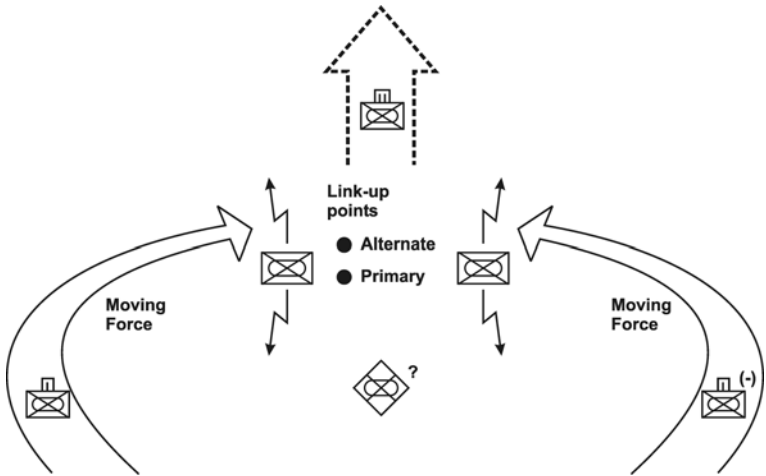 Link-up
points
Alternate
Primary
Moving
Force
Moving
Force
?
(-)